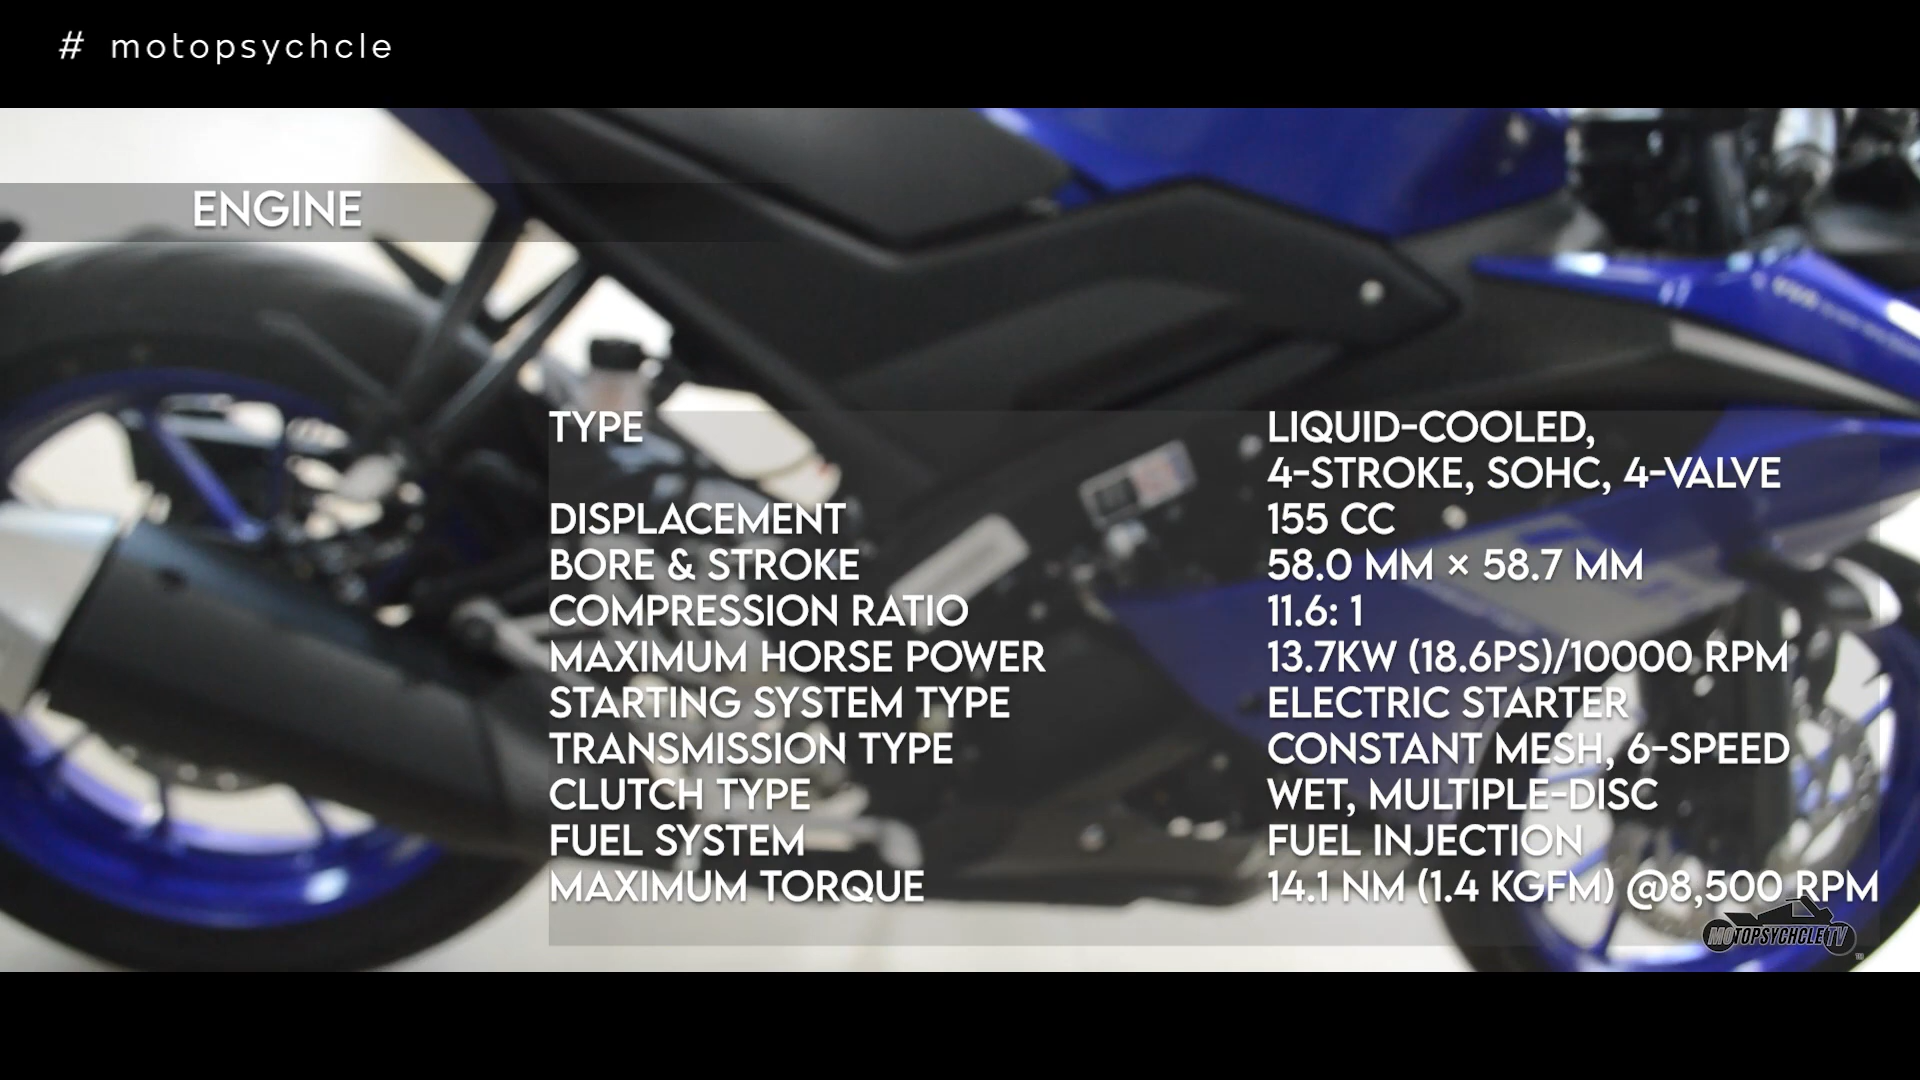 # motopsychcle
ENGINE
TYPE LIQUID-COOLED,
4-STROKE, SOHC, 4-VALVE
DISPLACEMENT 155 CC
BORE & STROKE 58.0 MM × 58.7 MM
COMPRESSION RATIO 11.6: 1
MAXIMUM HORSE POWER 13.7KW (18.6PS)/10000 RPM
STARTING SYSTEM TYPE ELECTRIC STARTER
TRANSMISSION TYPE CONSTANT MESH, 6-SPEED
CLUTCH TYPE WET, MULTIPLE-DISC
FUEL SYSTEM FUEL INJECTION
MAXIMUM TORQUE 14.1 NM (1.4 KGFM) @8,500 RPM
MOTOPSYCHCLE TV